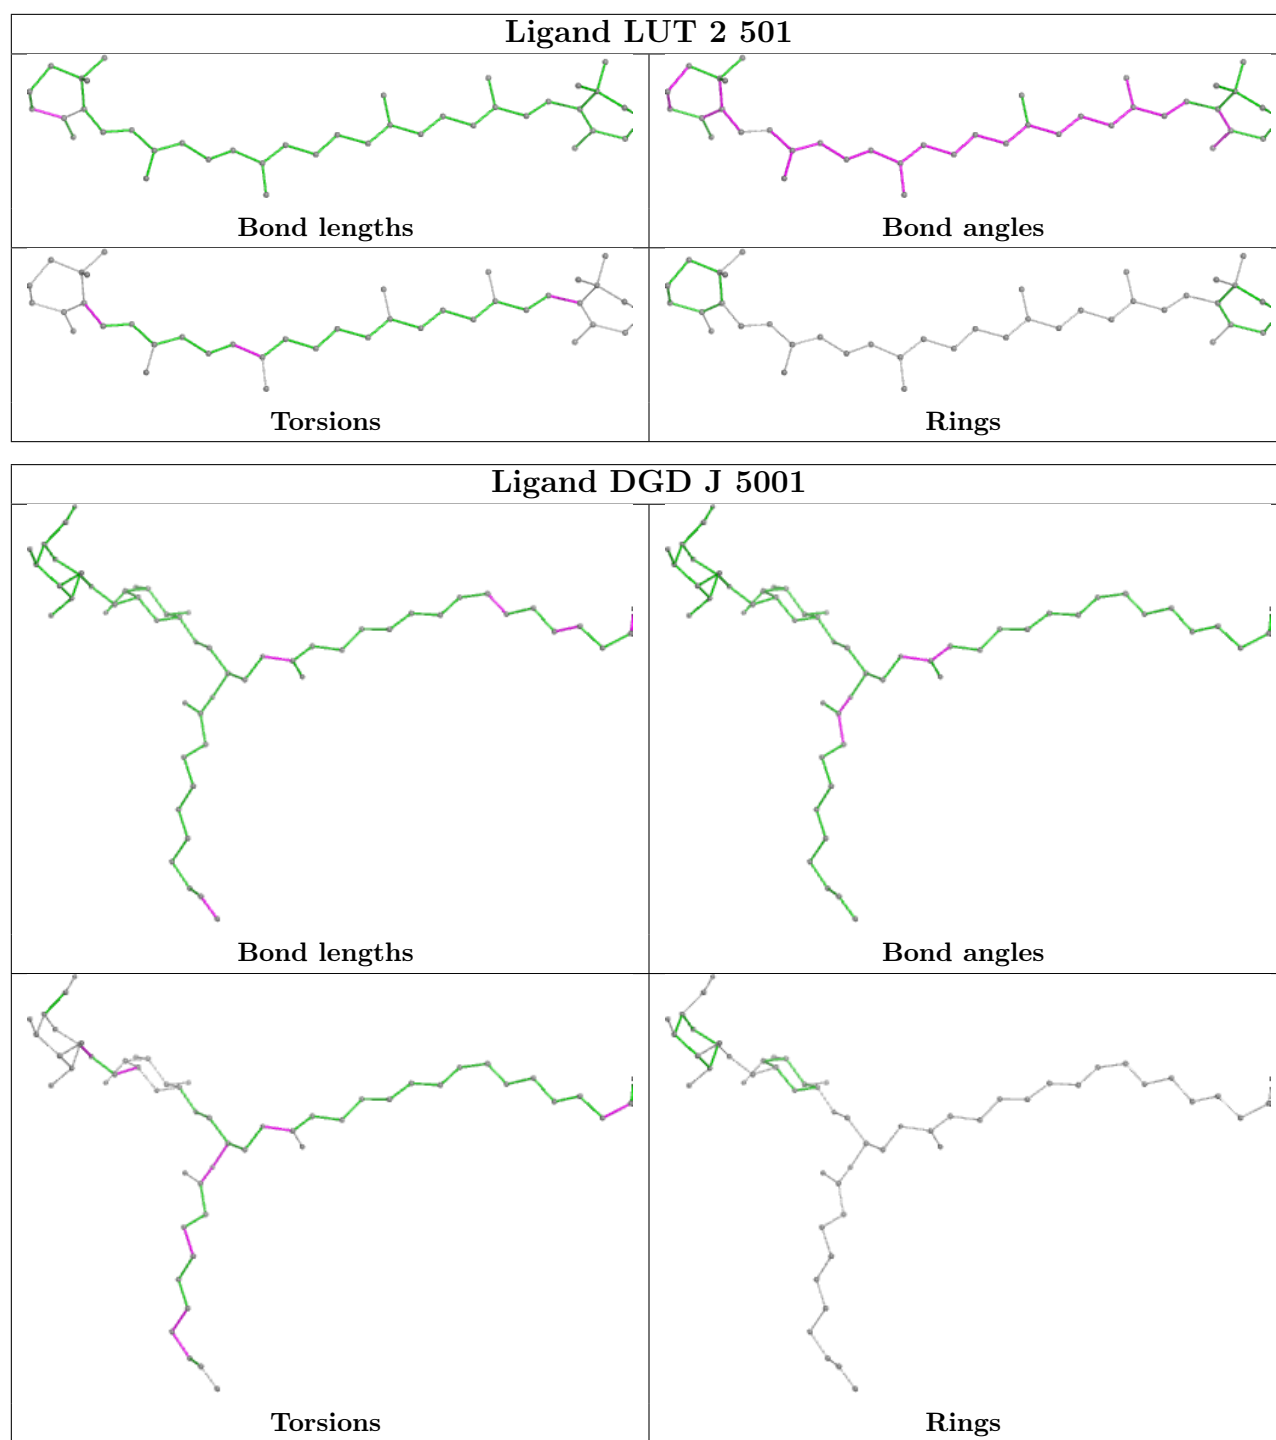 Ligand LUT 2 501
Bond lengths
Bond angles
Torsions
Rings
Ligand DGD J 5001
Bond lengths
Bond angles
Torsions
Rings